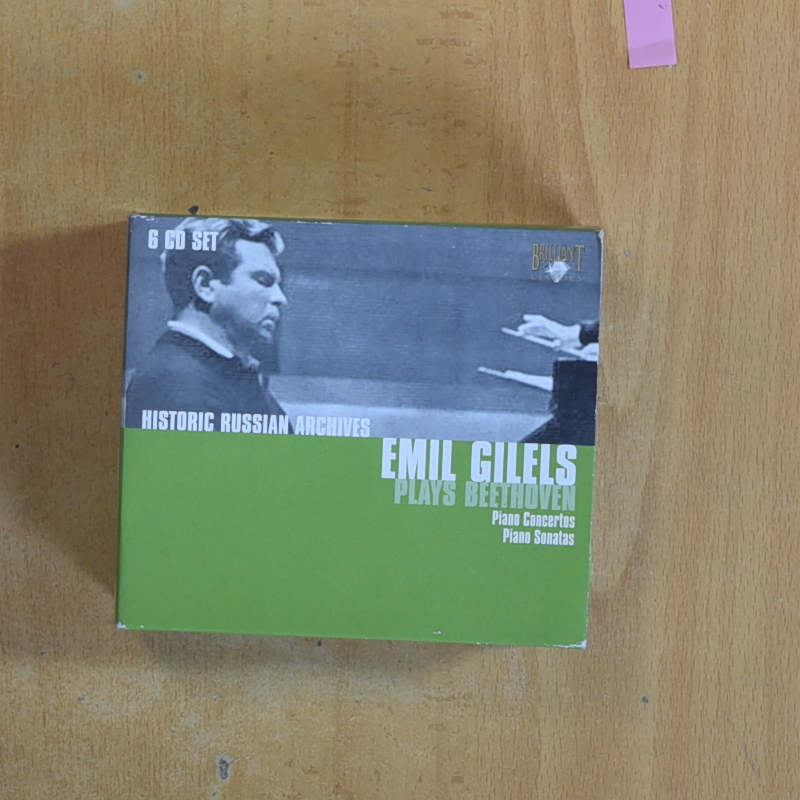 6 CD SET
BRILLIANT
HISTORIC RUSSIAN ARCHIVES
EMIL GILELS
PLAYS BEETHOVEN
Piano Concertos
Piano Sonatas